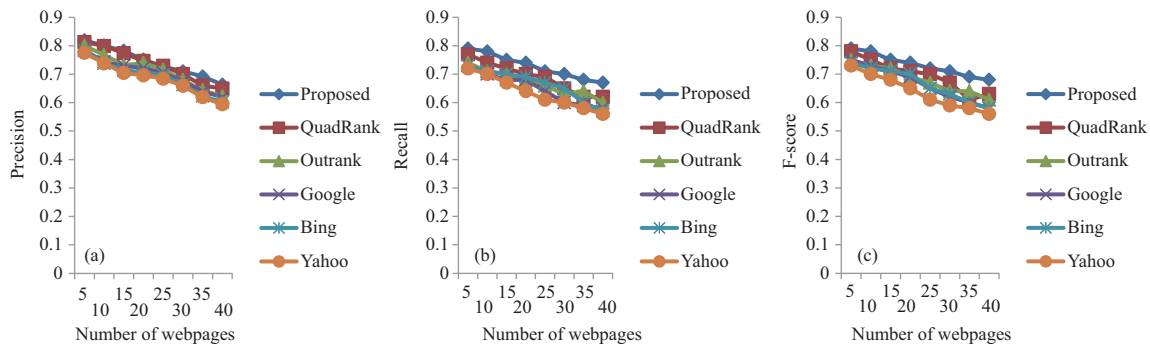 0.9
0.8
0.7
0.6
0.5
0.4
0.3
0.2
0.1
0
Precision
(a)
5 15 25 35
10 20 30 40
Number of webpages
Proposed
QuadRank
Outrank
Google
Bing
Yahoo
0.9
0.8
0.7
0.6
0.5
0.4
0.3
0.2
0.1
0
Recall
(b)
5 15 25 35
10 20 30 40
Number of webpages
Proposed
QuadRank
Outrank
Google
Bing
Yahoo
0.9
0.8
0.7
0.6
0.5
0.4
0.3
0.2
0.1
0
F-score
(c)
5 15 25 35
10 20 30 40
Number of webpages
Proposed
QuadRank
Outrank
Google
Bing
Yahoo